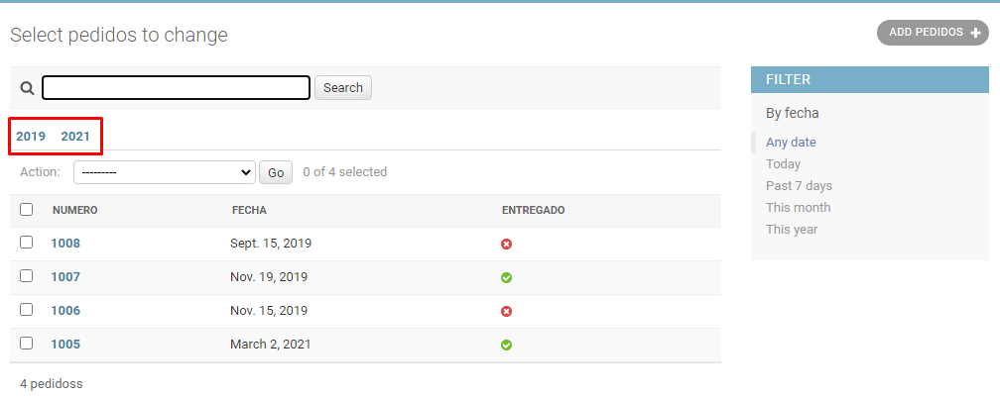 Select pedidos to change
ADD PEDIDOS +
Search
2019 2021
Action: --------- Go 0 of 4 selected
NUMERO FECHA ENTREGADO
1008 Sept. 15, 2019
1007 Nov. 19, 2019
1006 Nov. 15, 2019
1005 March 2, 2021
4 pedidoss
FILTER
By fecha
Any date
Today
Past 7 days
This month
This year